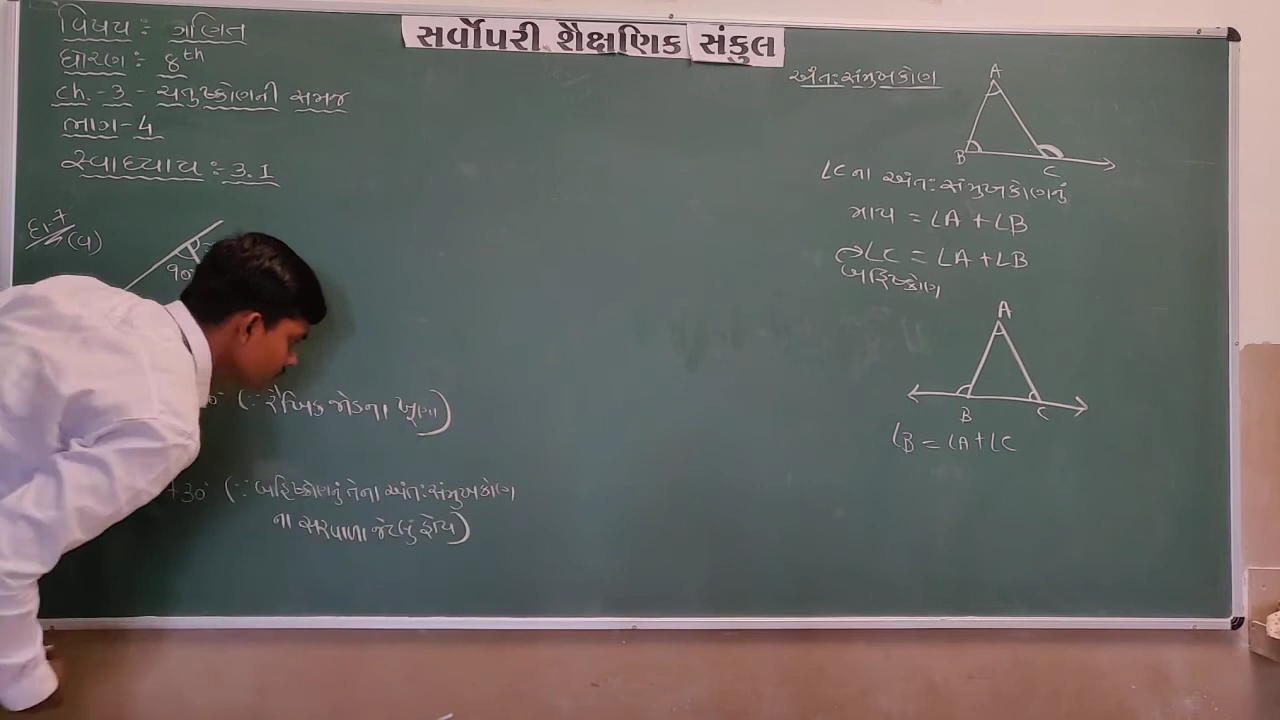 સર્વોપરી શૈક્ષણિક સંકુલ
વિષય : ગણિત
ધોરણ : 8th
Ch.-3 - ચતુષ્કોણની સમજ
ભાગ-4
સ્વાધ્યાય : 3.1
(અ)
90
(∵ રૈખિક જોડના ખૂણા)
+30° (∵ બહિષ્કોણનું તેના અંતઃસંમુખકોણ
ના સરવાળા જેટલું હોય)
અંતઃસંમુખકોણ
A
B
C
∠C ના અંતઃસંમુખકોણનું
માપ = ∠A + ∠B
∠C = ∠A + ∠B
બહિષ્કોણ
A
B
C
∠B = ∠A + ∠C